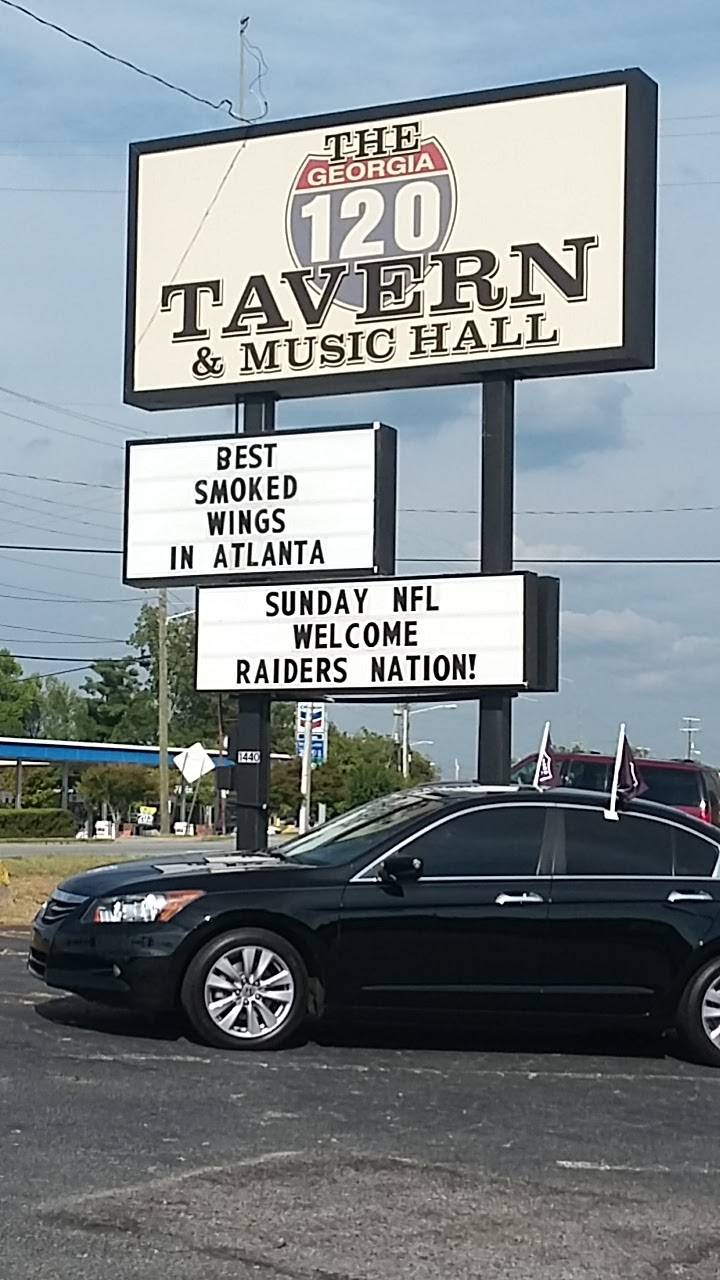 THE
GEORGIA
120
TAVERN
& MUSIC HALL
BEST
SMOKED
WINGS
IN ATLANTA
SUNDAY NFL
WELCOME
RAIDERS NATION!
1440